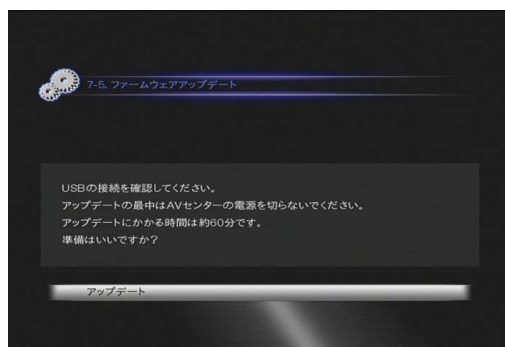 7-5. ファームウェアアップデート
USBの接続を確認してください。
アップデートの最中はAVセンターの電源を切らないでください。
アップデートにかかる時間は約60分です。
準備はいいですか?
アップデート